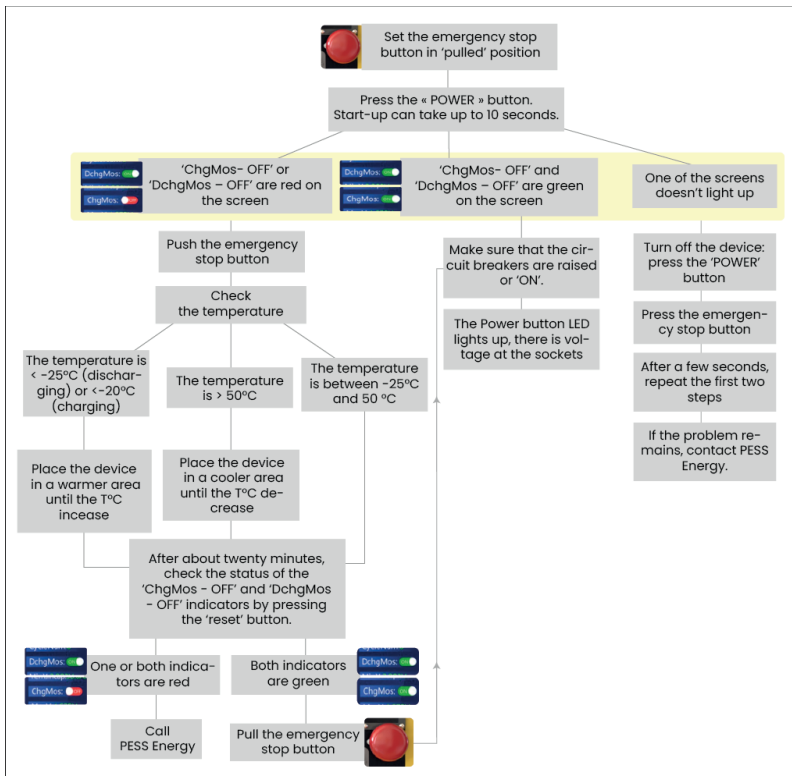 Set the emergency stop
button in ‘pulled’ position
Press the « POWER » button.
Start-up can take up to 10 seconds.
DchgMos:
ChgMos:
‘ChgMos- OFF’ or
‘DchgMos – OFF’ are red on
the screen
DchgMos:
ChgMos:
‘ChgMos- OFF’ and
‘DchgMos – OFF’ are green
on the screen
One of the screens
doesn’t light up
Push the emergency
stop button
Check
the temperature
The temperature is
< -25°C (dischar-
ging) or <-20°C
(charging)
The temperature
is > 50°C
The temperature
is between -25°C
and 50 °C
Place the device
in a warmer area
until the T°C
incease
Place the device
in a cooler area
until the T°C de-
crease
After about twenty minutes,
check the status of the
‘ChgMos - OFF’ and ‘DchgMos
- OFF’ indicators by pressing
the ‘reset’ button.
DchgMos:
ChgMos:
One or both indica-
tors are red
Call
PESS Energy
Both indicators
are green
DchgMos:
ChgMos:
Pull the emergency
stop button
Make sure that the cir-
cuit breakers are raised
or ‘ON’.
The Power button LED
lights up, there is vol-
tage at the sockets
Turn off the device:
press the ‘POWER’
button
Press the emergen-
cy stop button
After a few seconds,
repeat the first two
steps
If the problem re-
mains, contact PESS
Energy.